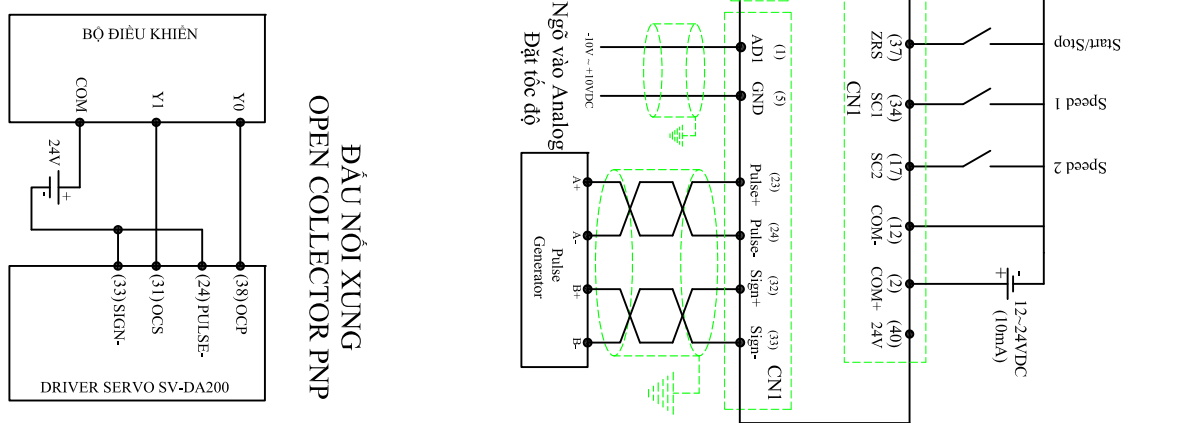 BỘ ĐIỀU KHIỂN
COM
Y1
Y0
24V
-
+
(33) SIGN-
(31) OCS
(24) PULSE-
(38) OCP
DRIVER SERVO SV-DA200
ĐẤU NỐI XUNG
OPEN COLLECTOR PNP
Ngõ vào Analog
Đặt tốc độ
-10V ~ +10VDC
AD1 (1)
GND (5)
Pulse
Generator
A+
A-
B+
B-
Pulse+ (23)
Pulse- (24)
Sign+ (32)
Sign- (33)
CN1
(37)
ZRS
CN1
(34)
SC1
(17)
SC2
(12)
COM-
(2)
COM+
(40)
24V
Start/Stop
Speed 1
Speed 2
-
+
12~24VDC
(10mA)